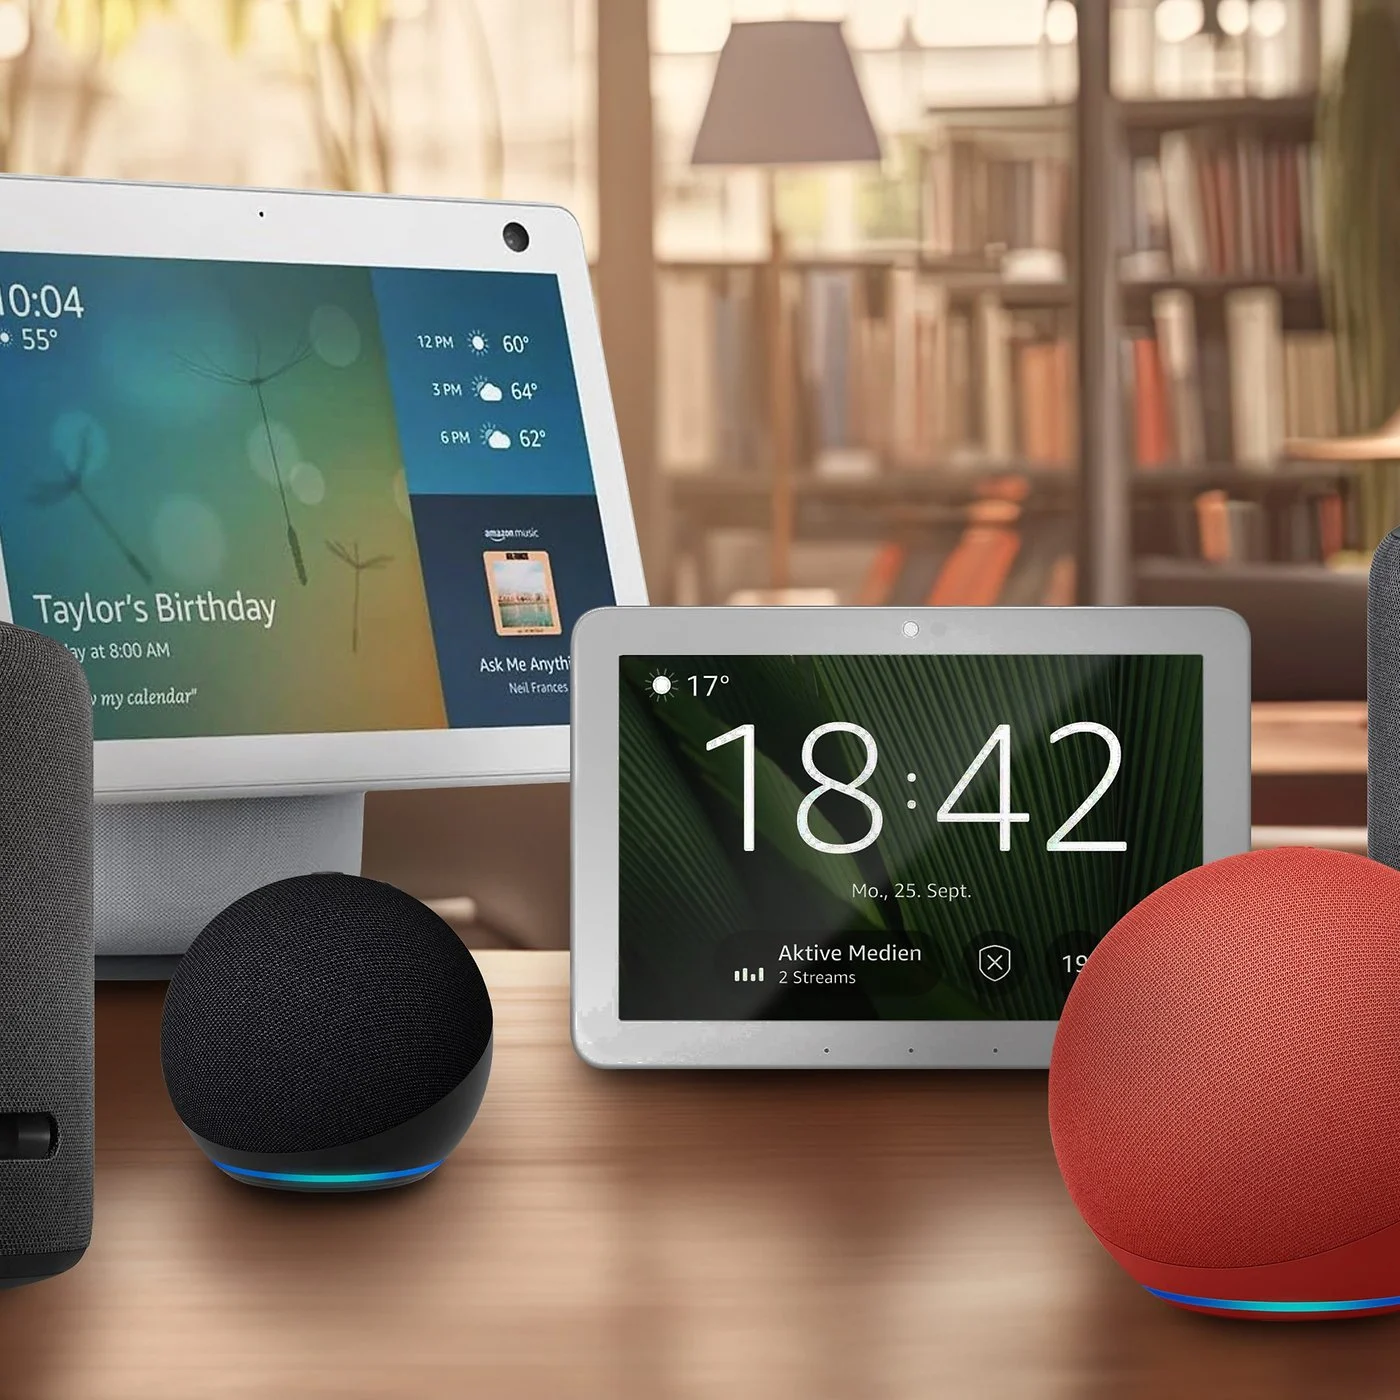 10:04
55°
12 PM 60°
3 PM 64°
6 PM 62°
Taylor's Birthday
at 8:00 AM
my calendar"
amazon music
Ask Me
Neil Frances
17°
18:42
Mo., 25. Sept.
Aktive Medien
2 Streams
19